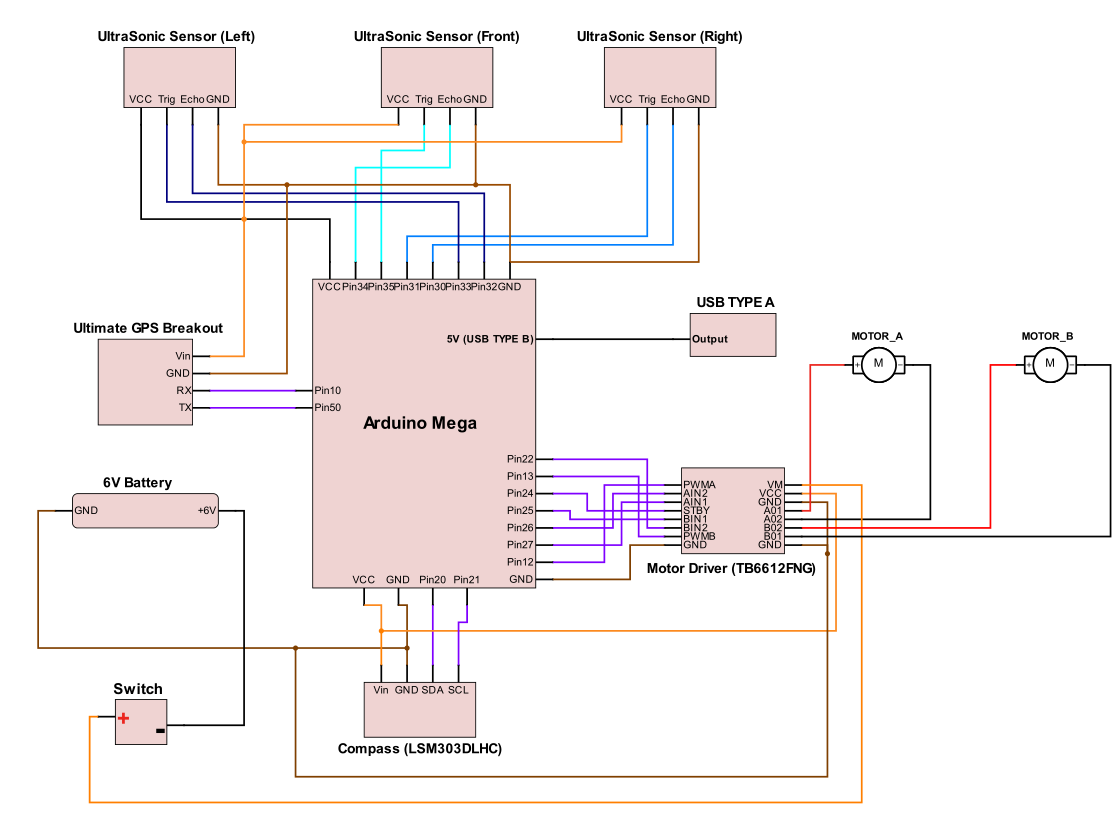 UltraSonic Sensor (Left)
UltraSonic Sensor (Front)
UltraSonic Sensor (Right)
VCC Trig Echo GND
VCC Trig Echo GND
VCC Trig Echo GND
VCC Pin34 Pin35 Pin31 Pin30 Pin33 Pin32 GND
USB TYPE A
Output
5V (USB TYPE B)
Ultimate GPS Breakout
Vin
GND
RX
TX
Pin10
Pin50
Arduino Mega
MOTOR_A
+ M -
MOTOR_B
+ M -
Pin22
Pin13
Pin24
Pin25
Pin26
Pin27
Pin12
GND
PWMA
AIN2
AIN1
STBY
BIN1
BIN2
PWMB
GND
VM
VCC
GND
A01
A02
B02
B01
GND
Motor Driver (TB6612FNG)
6V Battery
GND +6V
VCC GND Pin20 Pin21
Switch
+ -
Vin GND SDA SCL
Compass (LSM303DLHC)